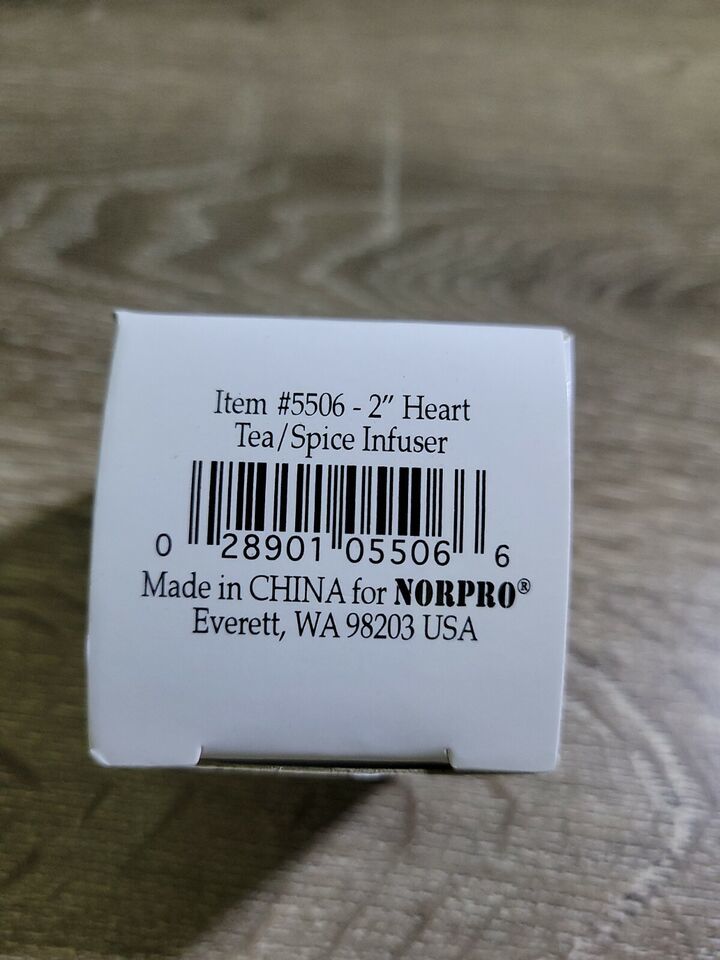 Item #5506 - 2" Heart
Tea/Spice Infuser
0 28901 05506 6
Made in CHINA for NORPRO®
Everett, WA 98203 USA